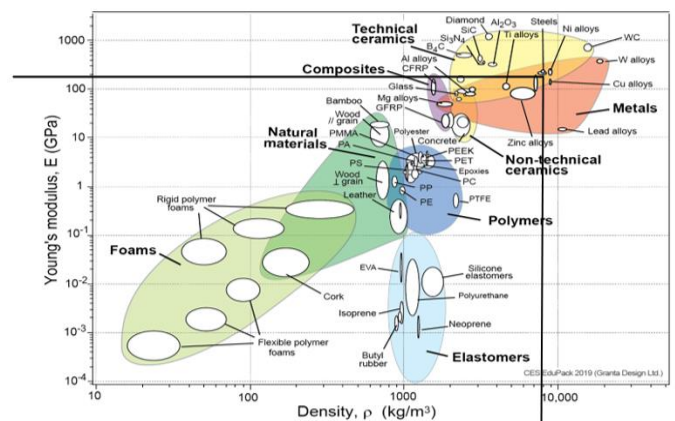 Technical ceramics
Diamond
Al₂O₃
SiC
Si₃N₄
B₄C
Steels
Ti alloys
Ni alloys
WC
W alloys
Cu alloys
Metals
Lead alloys
Zinc alloys
Composites
Al alloys
CFRP
Glass
Mg alloys
GFRP
Bamboo
Wood // grain
Natural materials
PMMA
PA
PS
Wood ⊥ grain
Leather
Polyester
Concrete
PEEK
PET
Epoxies
PC
PP
PE
PTFE
Non-technical ceramics
Polymers
Rigid polymer foams
Foams
Cork
Flexible polymer foams
EVA
Isoprene
Butyl rubber
Silicone elastomers
Polyurethane
Neoprene
Elastomers
CES EduPack 2019 (Granta Design Ltd.)
Young's modulus, E (GPa)
1000
100
10
1
10⁻¹
10⁻²
10⁻³
10⁻⁴
10
100
1000
10,000
Density, ρ (kg/m³)